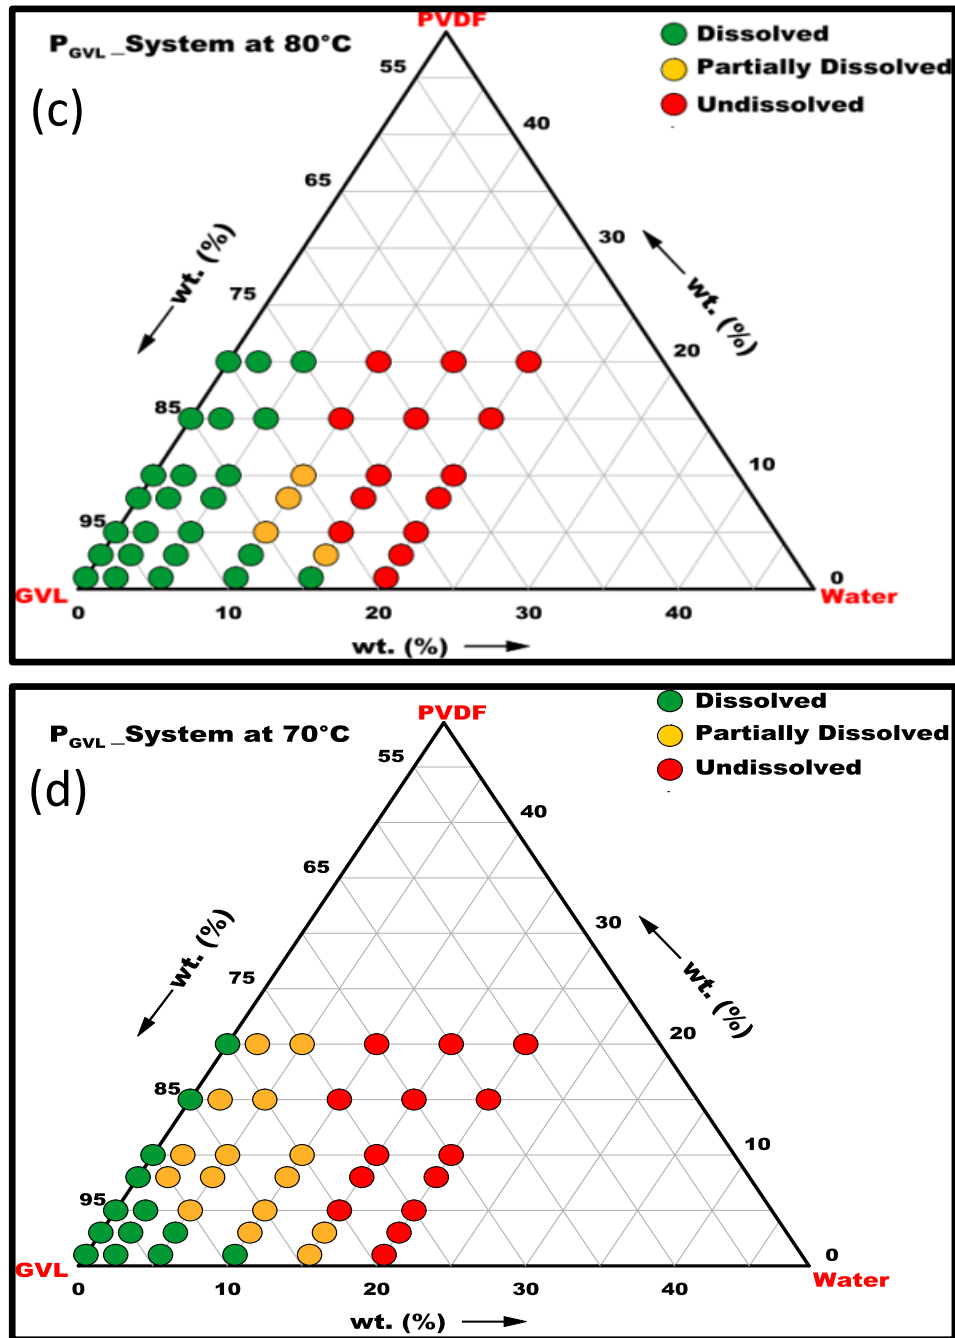 PVDF
P_GVL _System at 80°C
Dissolved
Partially Dissolved
Undissolved
(c)
55
40
65
wt. (%)
30
wt. (%)
75
20
85
10
95
0
GVL
Water
0 10 20 30 40
wt. (%)
PVDF
P_GVL _System at 70°C
Dissolved
Partially Dissolved
Undissolved
(d)
55
40
65
wt. (%)
30
wt. (%)
75
20
85
10
95
0
GVL
Water
0 10 20 30 40
wt. (%)